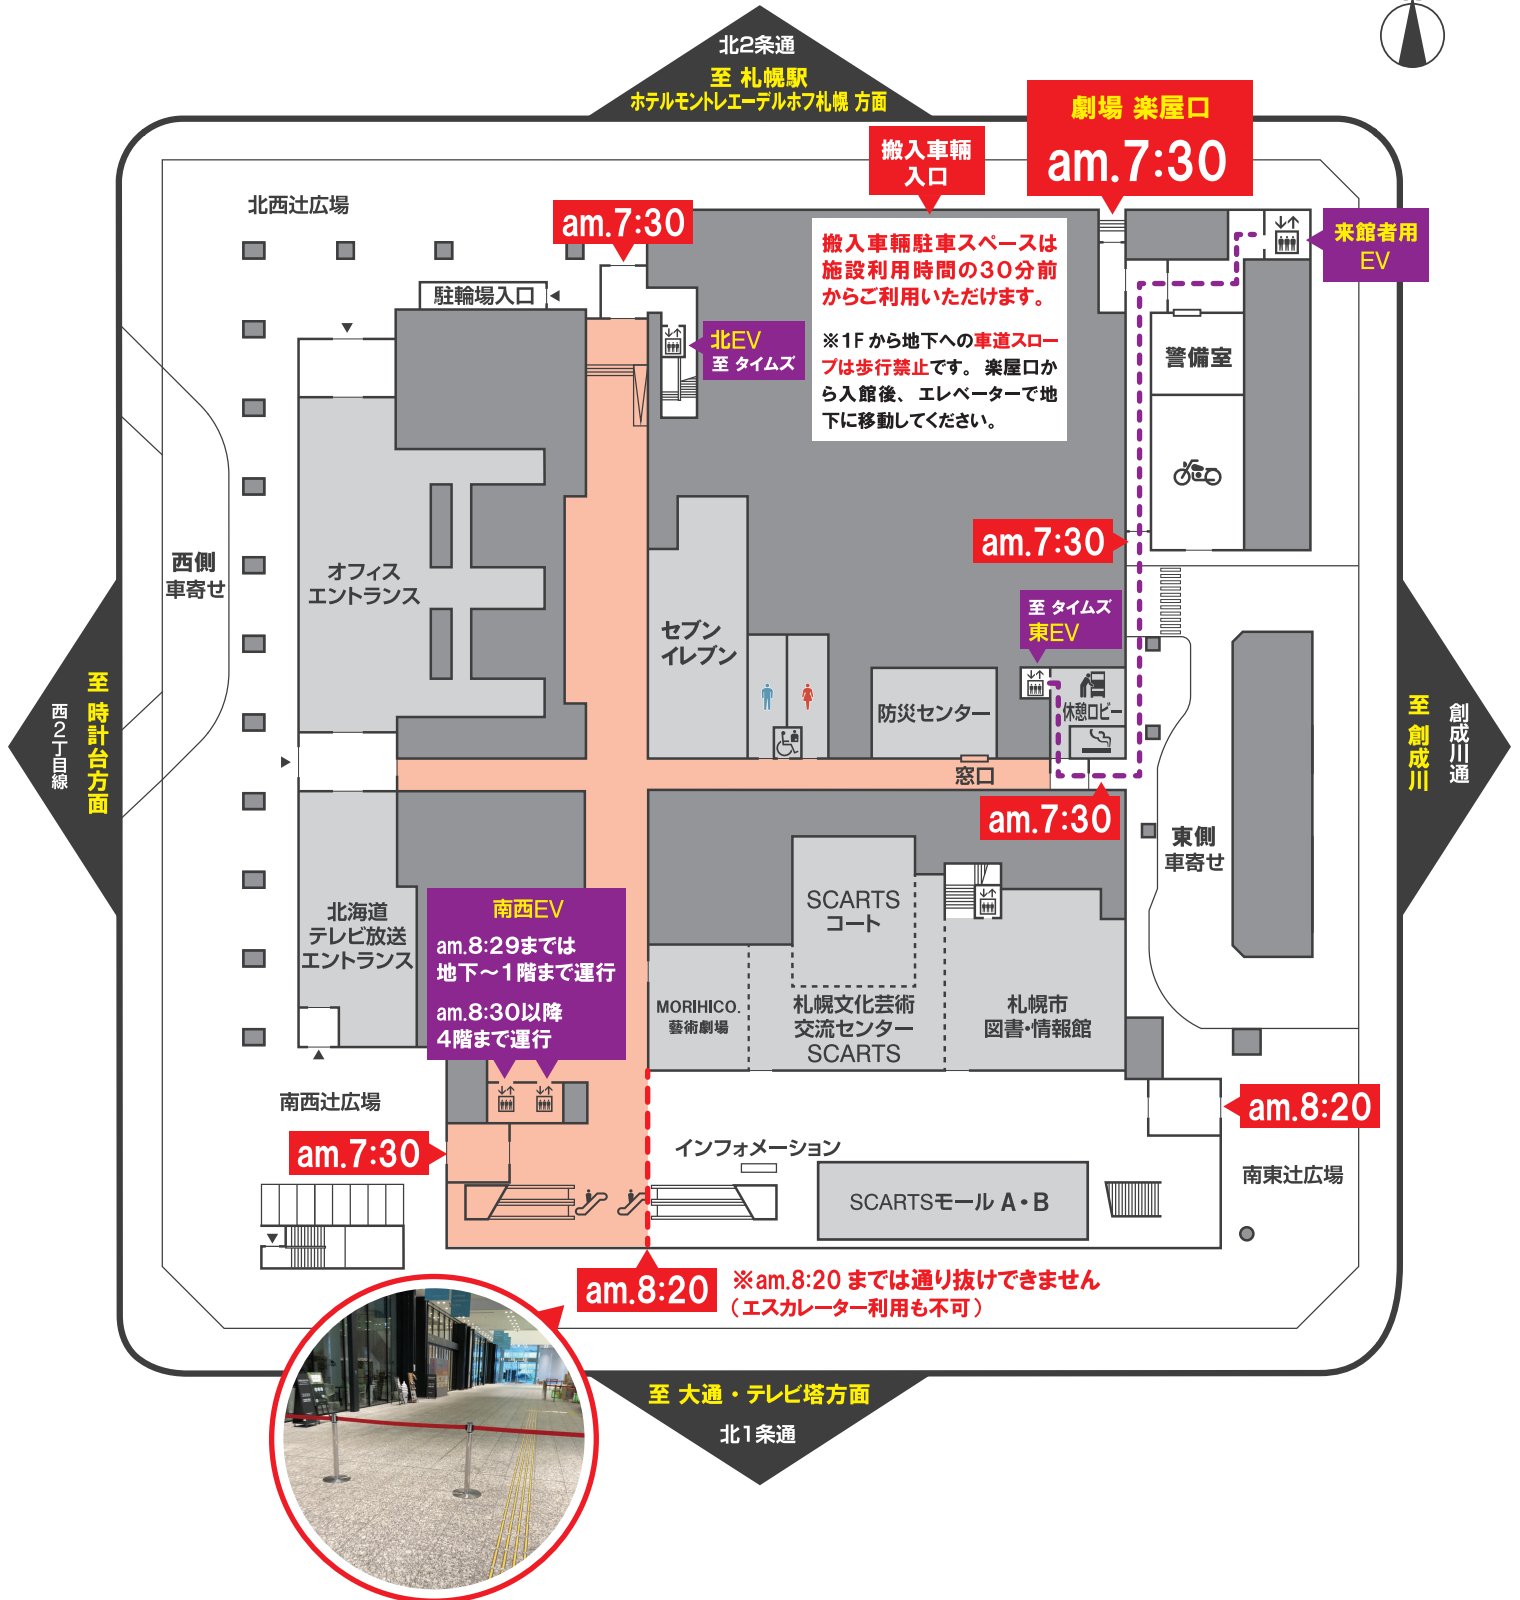 北2条通
至 札幌駅
ホテルモントレエーデルホフ札幌 方面
劇場 楽屋口
am.7:30
搬入車輛
入口
北西辻広場
am.7:30
来館者用
EV
搬入車輛駐車スペースは
施設利用時間の30分前
からご利用いただけます。
※1Fから地下への車道スロー
プは歩行禁止です。楽屋口か
ら入館後、エレベーターで地
下に移動してください。
駐輪場入口
北EV
至 タイムズ
警備室
am.7:30
西側
車寄せ
オフィス
エントランス
セブン
イレブン
至 タイムズ
東EV
防災センター
休憩ロビー
窓口
am.7:30
至 時計台方面
西2丁目線
至 創成川
創成川通
東側
車寄せ
北海道
テレビ放送
エントランス
南西EV
am.8:29までは
地下～1階まで運行
am.8:30以降
4階まで運行
SCARTS
コート
MORIHICO.
藝術劇場
札幌文化芸術
交流センター
SCARTS
札幌市
図書・情報館
南西辻広場
am.7:30
インフォメーション
am.8:20
SCARTSモール A・B
南東辻広場
am.8:20
※am.8:20 までは通り抜けできません
（エスカレーター利用も不可）
至 大通・テレビ塔方面
北1条通